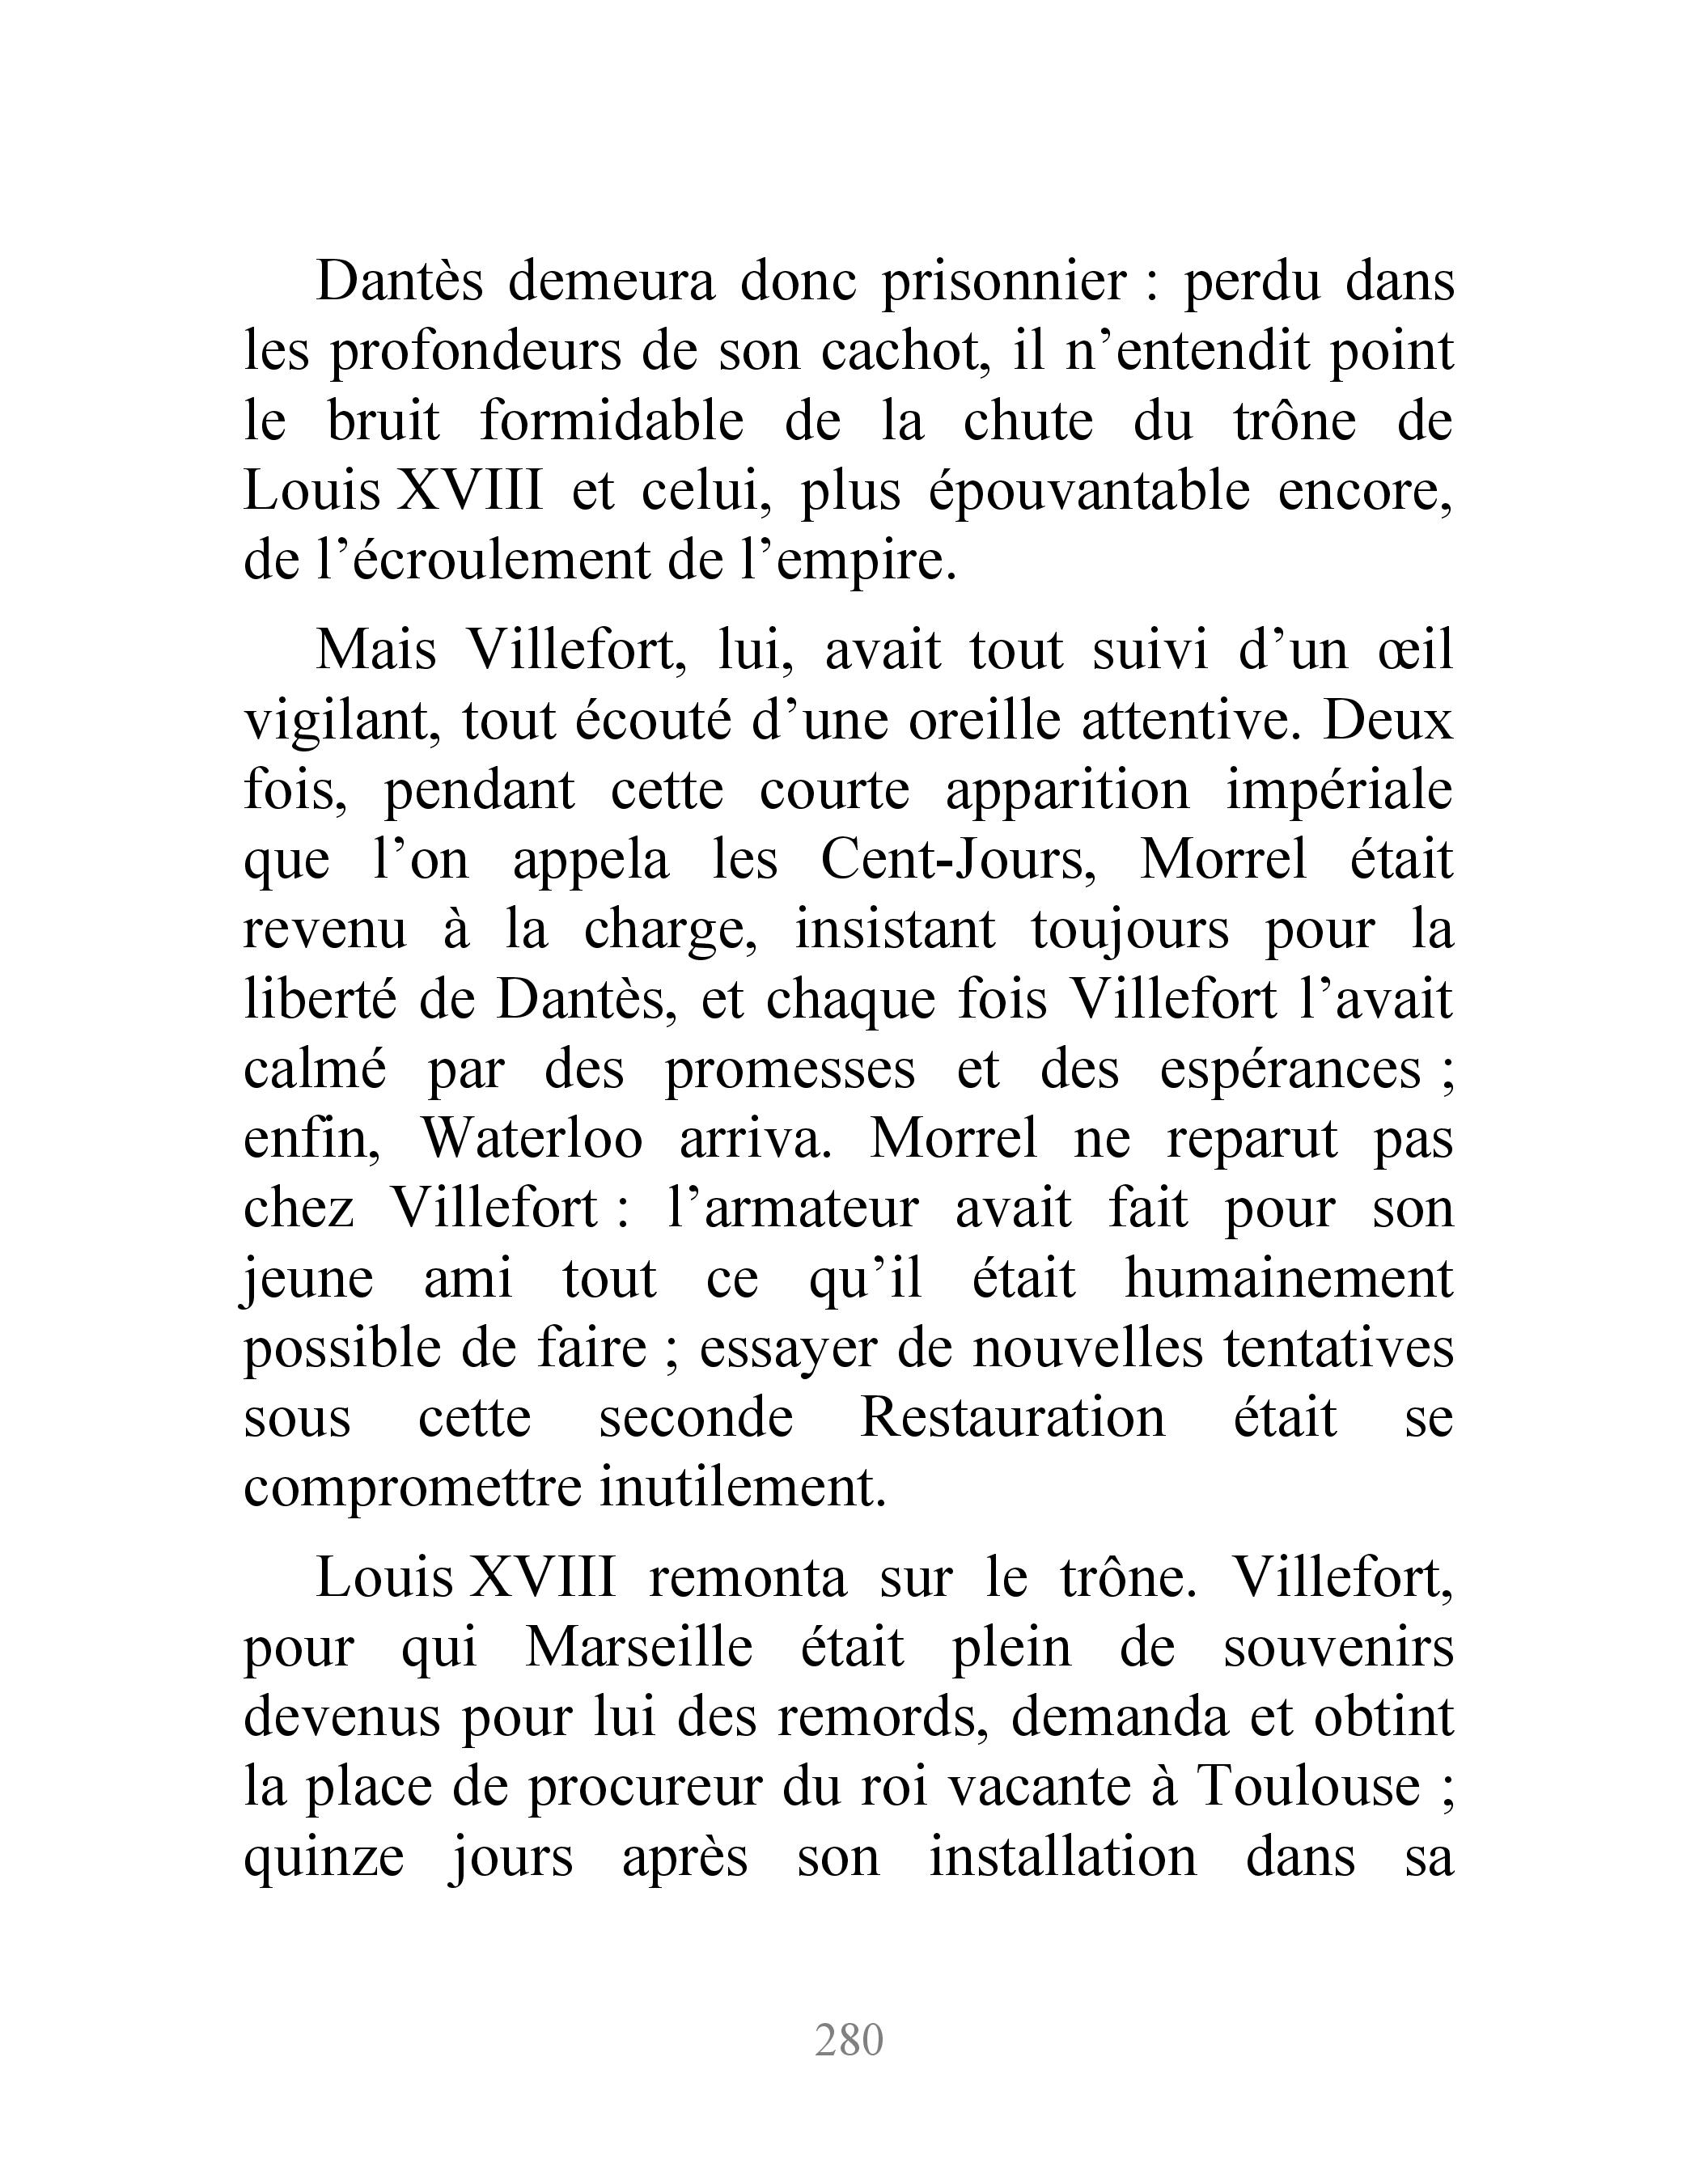 Dantès demeura donc prisonnier : perdu dans
les profondeurs de son cachot, il n’entendit point
le bruit formidable de la chute du trône de
Louis XVIII et celui, plus épouvantable encore,
de l’écroulement de l’empire.
Mais Villefort, lui, avait tout suivi d’un œil
vigilant, tout écouté d’une oreille attentive. Deux
fois, pendant cette courte apparition impériale
que l’on appela les Cent-Jours, Morrel était
revenu à la charge, insistant toujours pour la
liberté de Dantès, et chaque fois Villefort l’avait
calmé par des promesses et des espérances ;
enfin, Waterloo arriva. Morrel ne reparut pas
chez Villefort : l’armateur avait fait pour son
jeune ami tout ce qu’il était humainement
possible de faire ; essayer de nouvelles tentatives
sous cette seconde Restauration était se
compromettre inutilement.
Louis XVIII remonta sur le trône. Villefort,
pour qui Marseille était plein de souvenirs
devenus pour lui des remords, demanda et obtint
la place de procureur du roi vacante à Toulouse ;
quinze jours après son installation dans sa
280